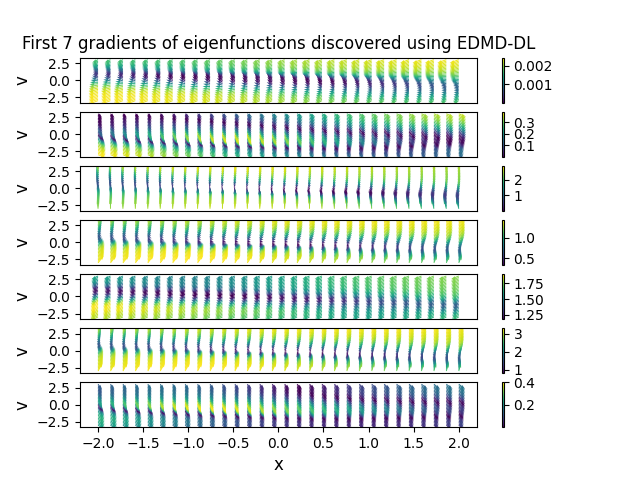 First 7 gradients of eigenfunctions discovered using EDMD-DL
v 2.5 0.0 −2.5 0.002 0.001
v 2.5 0.0 −2.5 0.3 0.2 0.1
v 2.5 0.0 −2.5 2 1
v 2.5 0.0 −2.5 1.0 0.5
v 2.5 0.0 −2.5 1.75 1.50 1.25
v 2.5 0.0 −2.5 3 2 1
v 2.5 0.0 −2.5 0.4 0.2
−2.0 −1.5 −1.0 −0.5 0.0 0.5 1.0 1.5 2.0
x